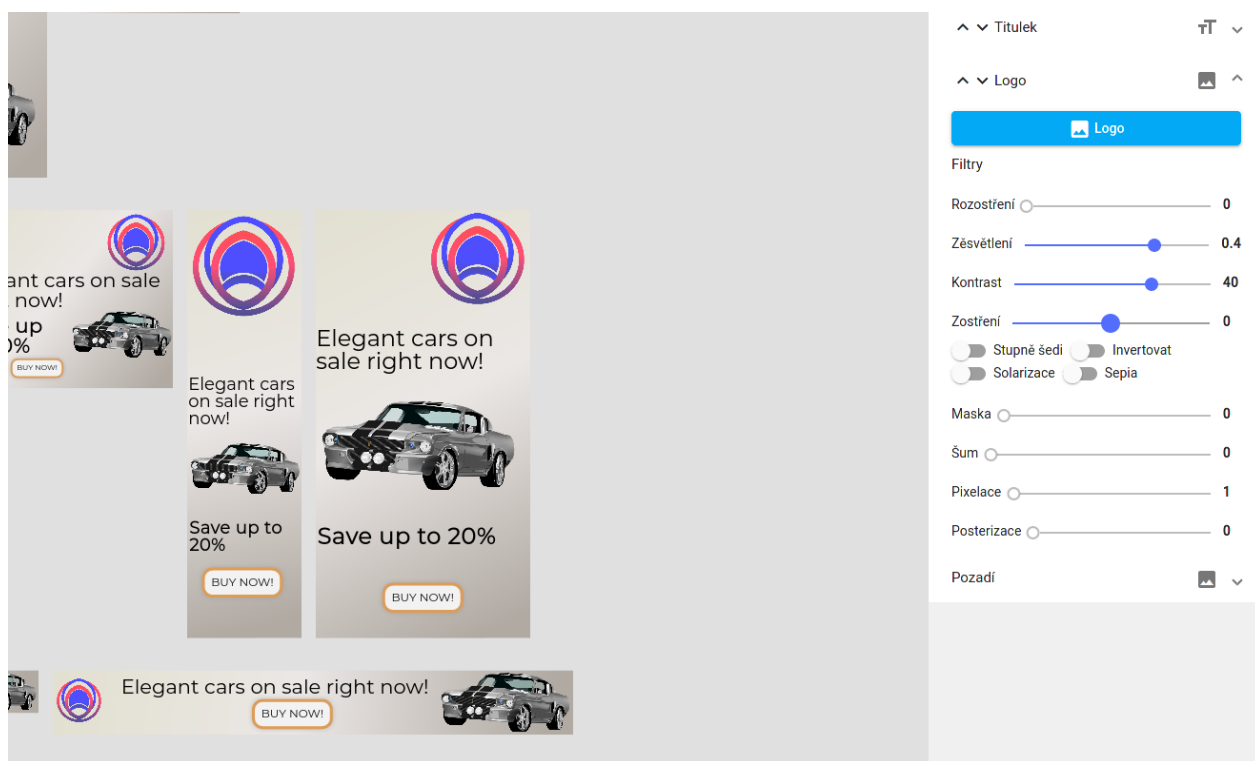 ant cars on sale
now!
up
%
BUY NOW!
Elegant cars
on sale right
now!
Save up to
20%
BUY NOW!
Elegant cars on
sale right now!
Save up to 20%
BUY NOW!
Elegant cars on sale right now!
BUY NOW!
Titulek
Logo
Logo
Filtry
Rozostření 0
Zěsvětlení 0.4
Kontrast 40
Zostření 0
Stupně šedi Invertovat
Solarizace Sepia
Maska 0
Šum 0
Pixelace 1
Posterizace 0
Pozadí